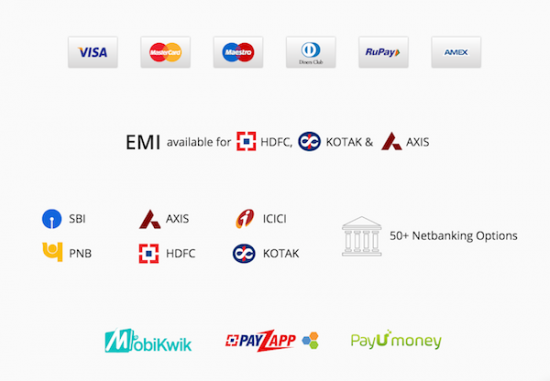 VISA MasterCard Maestro Diners Club RuPay AMEX
EMI available for HDFC, KOTAK & AXIS
SBI AXIS ICICI
50+ Netbanking Options
PNB HDFC KOTAK
MobiKwik PAYZAPP PayUmoney